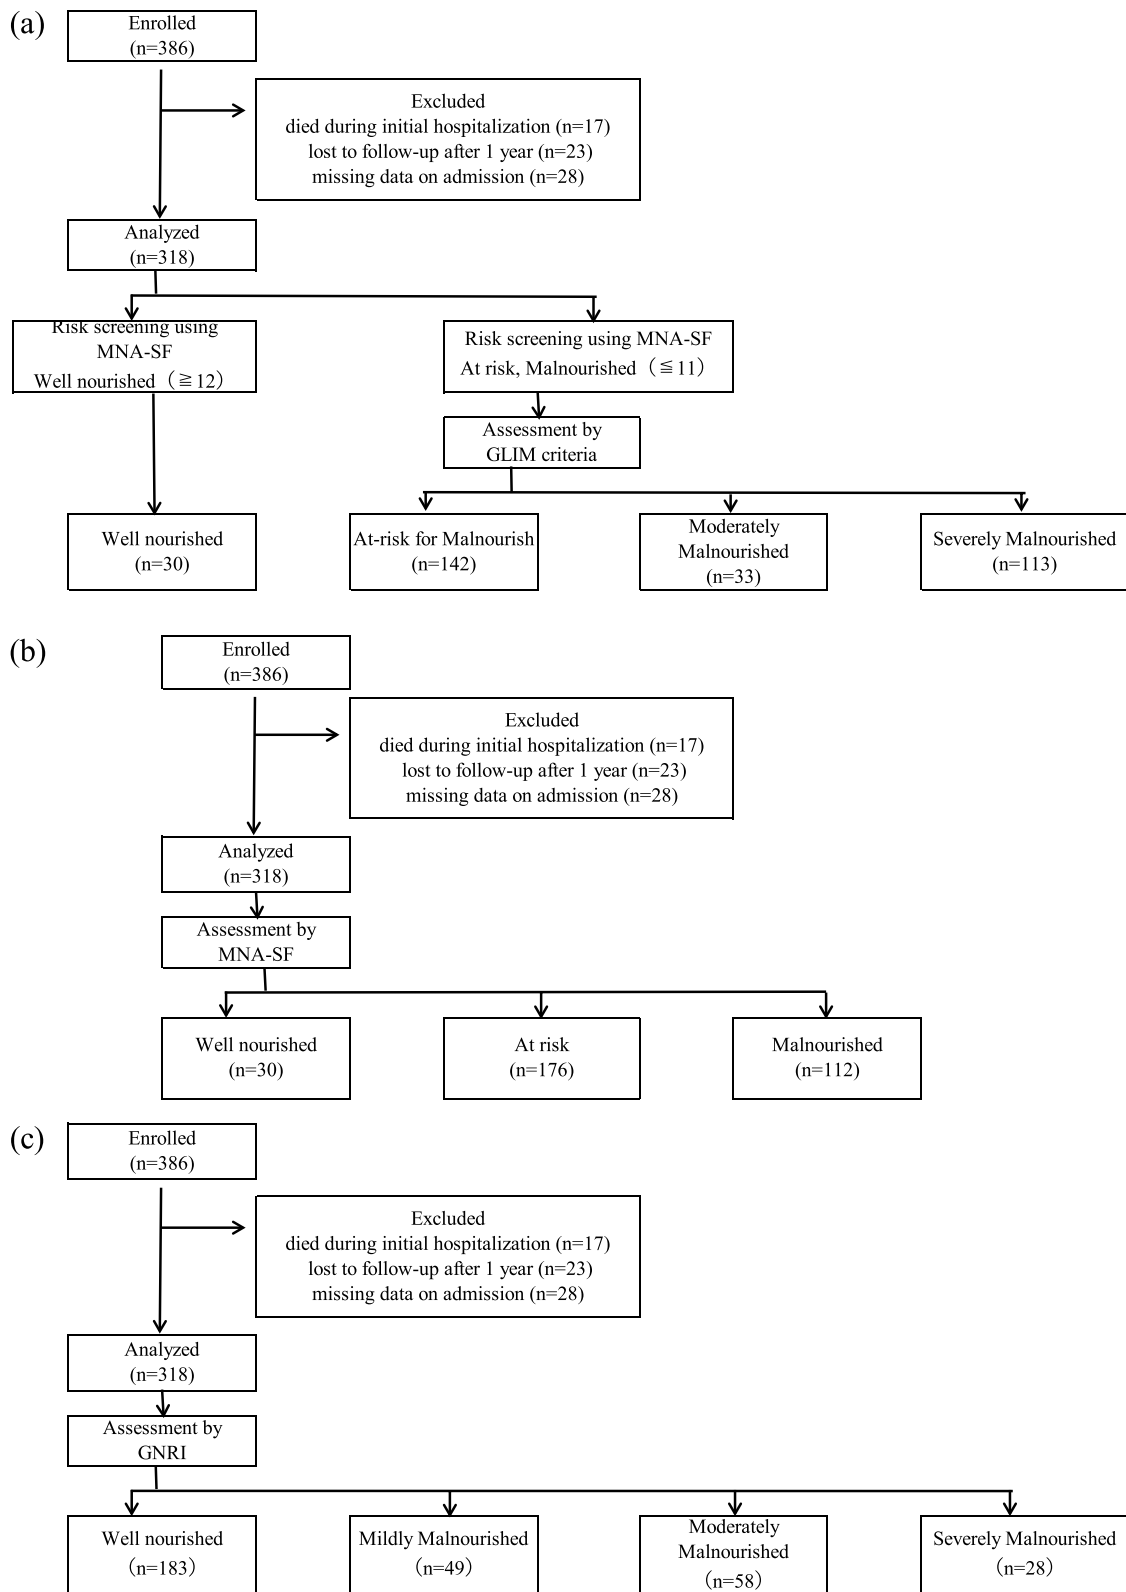 (a)
Enrolled
(n=386)
Excluded
died during initial hospitalization (n=17)
lost to follow-up after 1 year (n=23)
missing data on admission (n=28)
Analyzed
(n=318)
Risk screening using
MNA-SF
Well nourished（≧12）
Risk screening using MNA-SF
At risk, Malnourished（≦11）
Assessment by
GLIM criteria
Well nourished
(n=30)
At-risk for Malnourish
(n=142)
Moderately
Malnourished
(n=33)
Severely Malnourished
(n=113)
(b)
Enrolled
(n=386)
Excluded
died during initial hospitalization (n=17)
lost to follow-up after 1 year (n=23)
missing data on admission (n=28)
Analyzed
(n=318)
Assessment by
MNA-SF
Well nourished
(n=30)
At risk
(n=176)
Malnourished
(n=112)
(c)
Enrolled
(n=386)
Excluded
died during initial hospitalization (n=17)
lost to follow-up after 1 year (n=23)
missing data on admission (n=28)
Analyzed
(n=318)
Assessment by
GNRI
Well nourished
（n=183）
Mildly Malnourished
（n=49）
Moderately
Malnourished
（n=58）
Severely Malnourished
（n=28）